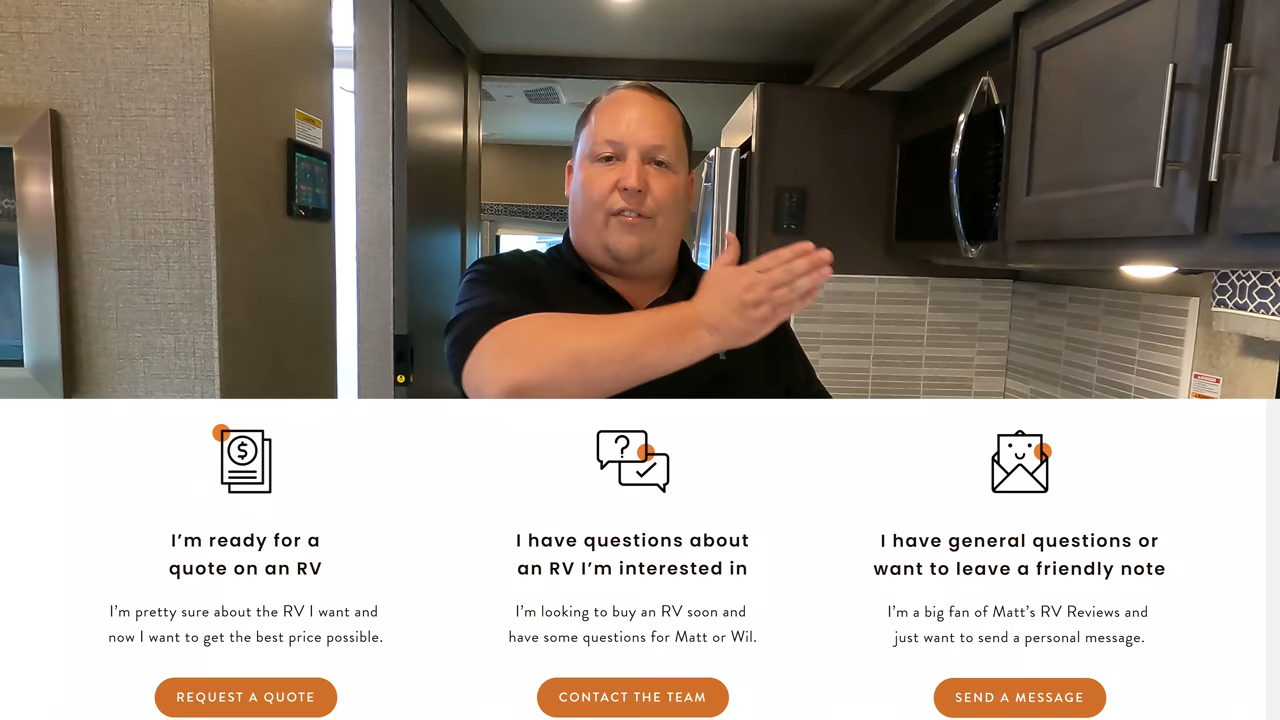 I'm ready for a
quote on an RV
I'm pretty sure about the RV I want and
now I want to get the best price possible.
REQUEST A QUOTE
I have questions about
an RV I'm interested in
I'm looking to buy an RV soon and
have some questions for Matt or Wil.
CONTACT THE TEAM
I have general questions or
want to leave a friendly note
I'm a big fan of Matt's RV Reviews and
just want to send a personal message.
SEND A MESSAGE